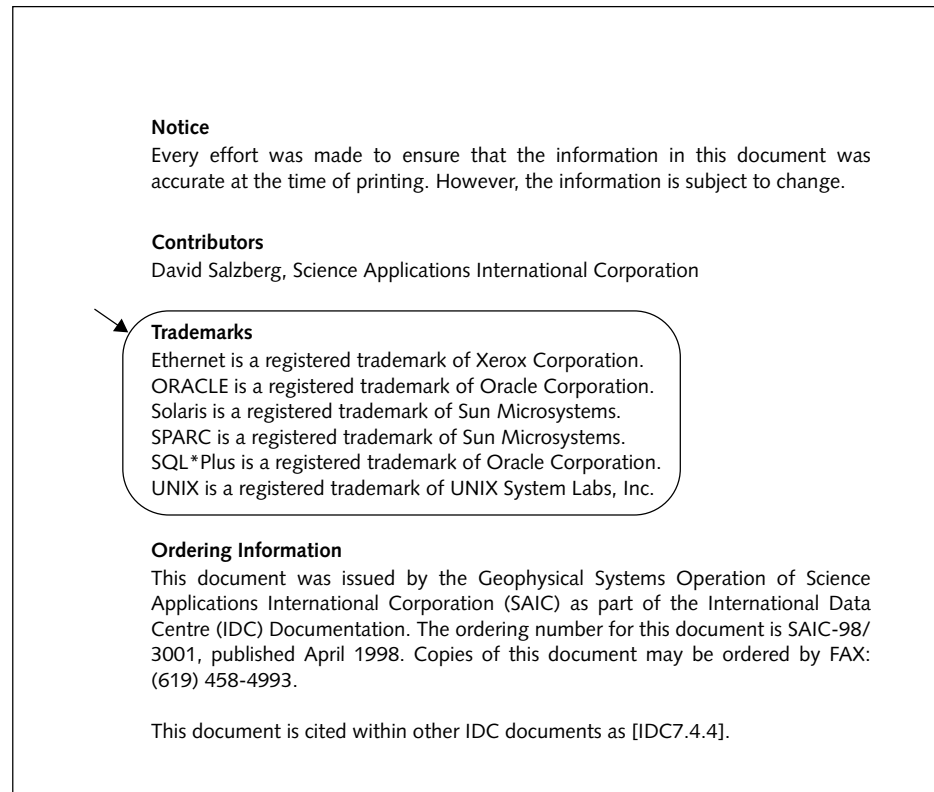 Notice
Every effort was made to ensure that the information in this document was
accurate at the time of printing. However, the information is subject to change.
Contributors
David Salzberg, Science Applications International Corporation
Trademarks
Ethernet is a registered trademark of Xerox Corporation.
ORACLE is a registered trademark of Oracle Corporation.
Solaris is a registered trademark of Sun Microsystems.
SPARC is a registered trademark of Sun Microsystems.
SQL*Plus is a registered trademark of Oracle Corporation.
UNIX is a registered trademark of UNIX System Labs, Inc.
Ordering Information
This document was issued by the Geophysical Systems Operation of Science
Applications International Corporation (SAIC) as part of the International Data
Centre (IDC) Documentation. The ordering number for this document is SAIC-98/
3001, published April 1998. Copies of this document may be ordered by FAX:
(619) 458-4993.
This document is cited within other IDC documents as [IDC7.4.4].